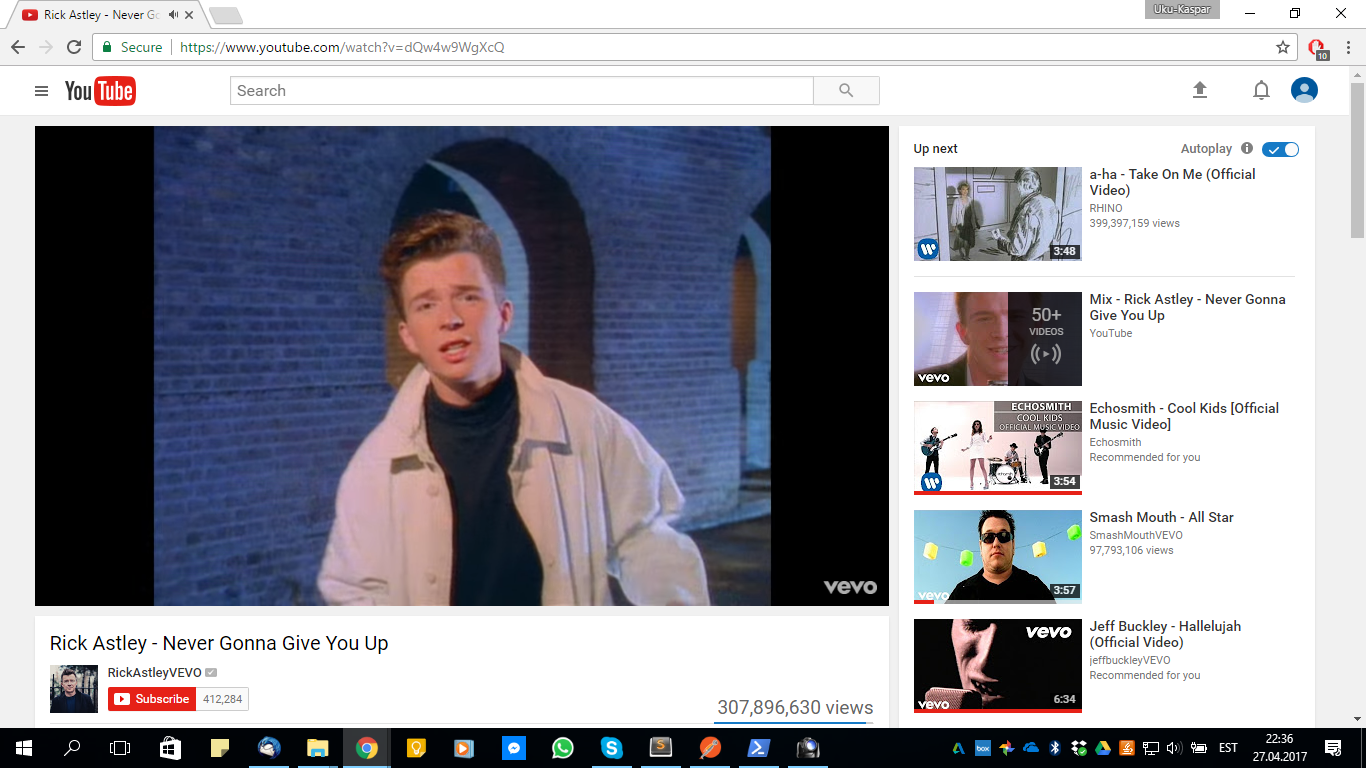 Rick Astley - Never Go
Uku-Kaspar
Secure
https://www.youtube.com/watch?v=dQw4w9WgXcQ
10
YouTube
Search
vevo
Rick Astley - Never Gonna Give You Up
RickAstleyVEVO
Subscribe 412,284
307,896,630 views
Up next
Autoplay
a-ha - Take On Me (Official
Video)
RHINO
399,397,159 views
3:48
Mix - Rick Astley - Never Gonna
Give You Up
YouTube
50+
VIDEOS
vevo
Echosmith - Cool Kids [Official
Music Video]
Echosmith
Recommended for you
ECHOSMITH
COOL KIDS
OFFICIAL MUSIC VIDEO
3:54
Smash Mouth - All Star
SmashMouthVEVO
97,793,106 views
vevo
3:57
Jeff Buckley - Hallelujah
(Official Video)
jeffbuckleyVEVO
Recommended for you
vevo
vevo
6:34
box
EST
22:36
27.04.2017